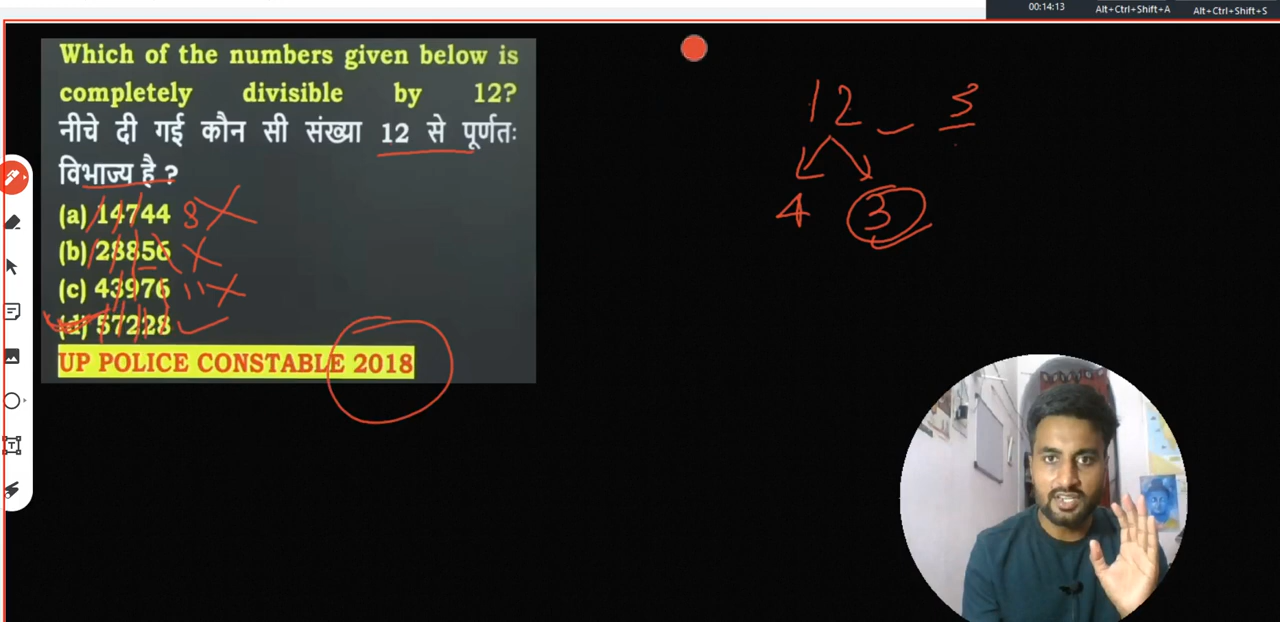 00:14:13 Alt+Ctrl+Shift+A Alt+Ctrl+Shift+S
Which of the numbers given below is
completely divisible by 12?
नीचे दी गई कौन सी संख्या 12 से पूर्णतः
विभाज्य है ?
(a) 14744
(b) 28856
(c) 43976
(d) 57228
UP POLICE CONSTABLE 2018
12 3
4 3